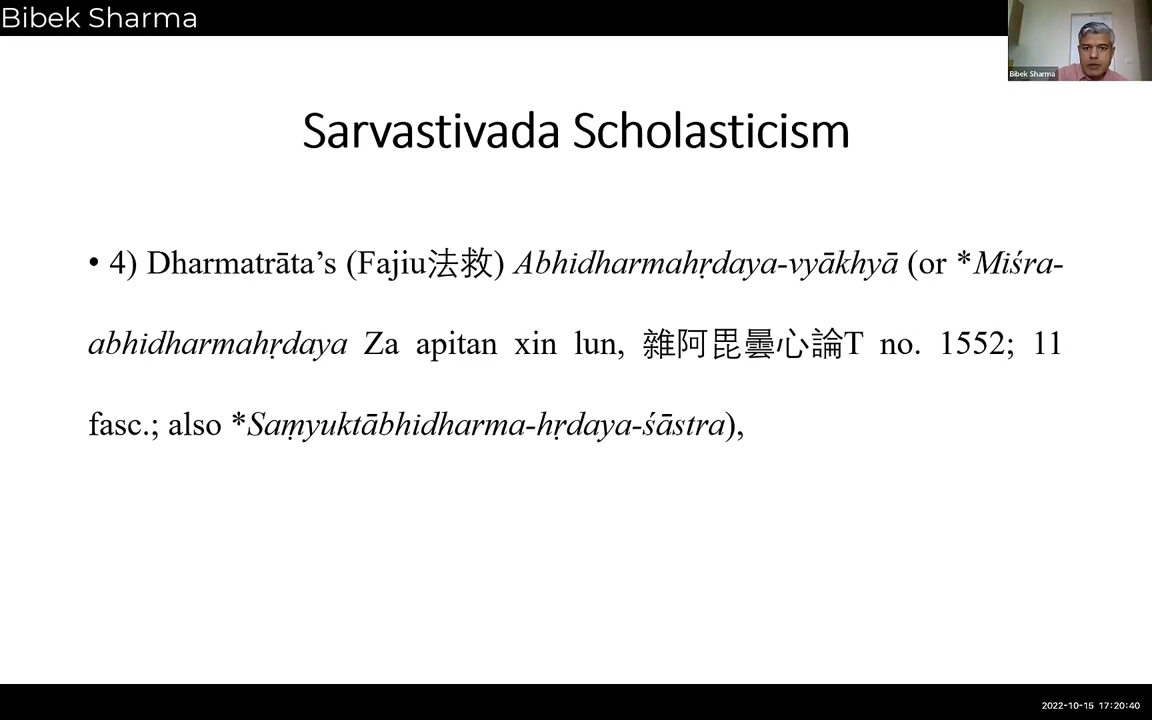 Bibek Sharma
Bibek Sharma
Sarvastivada Scholasticism
• 4) Dharmatrāta’s (Fajiu法救) Abhidharmahṛdaya-vyākhyā (or *Miśra-
abhidharmahṛdaya Za apitan xin lun, 雜阿毘曇心論T no. 1552; 11
fasc.; also *Saṃyuktābhidharma-hṛdaya-śāstra),
2022-10-15 17:20:40